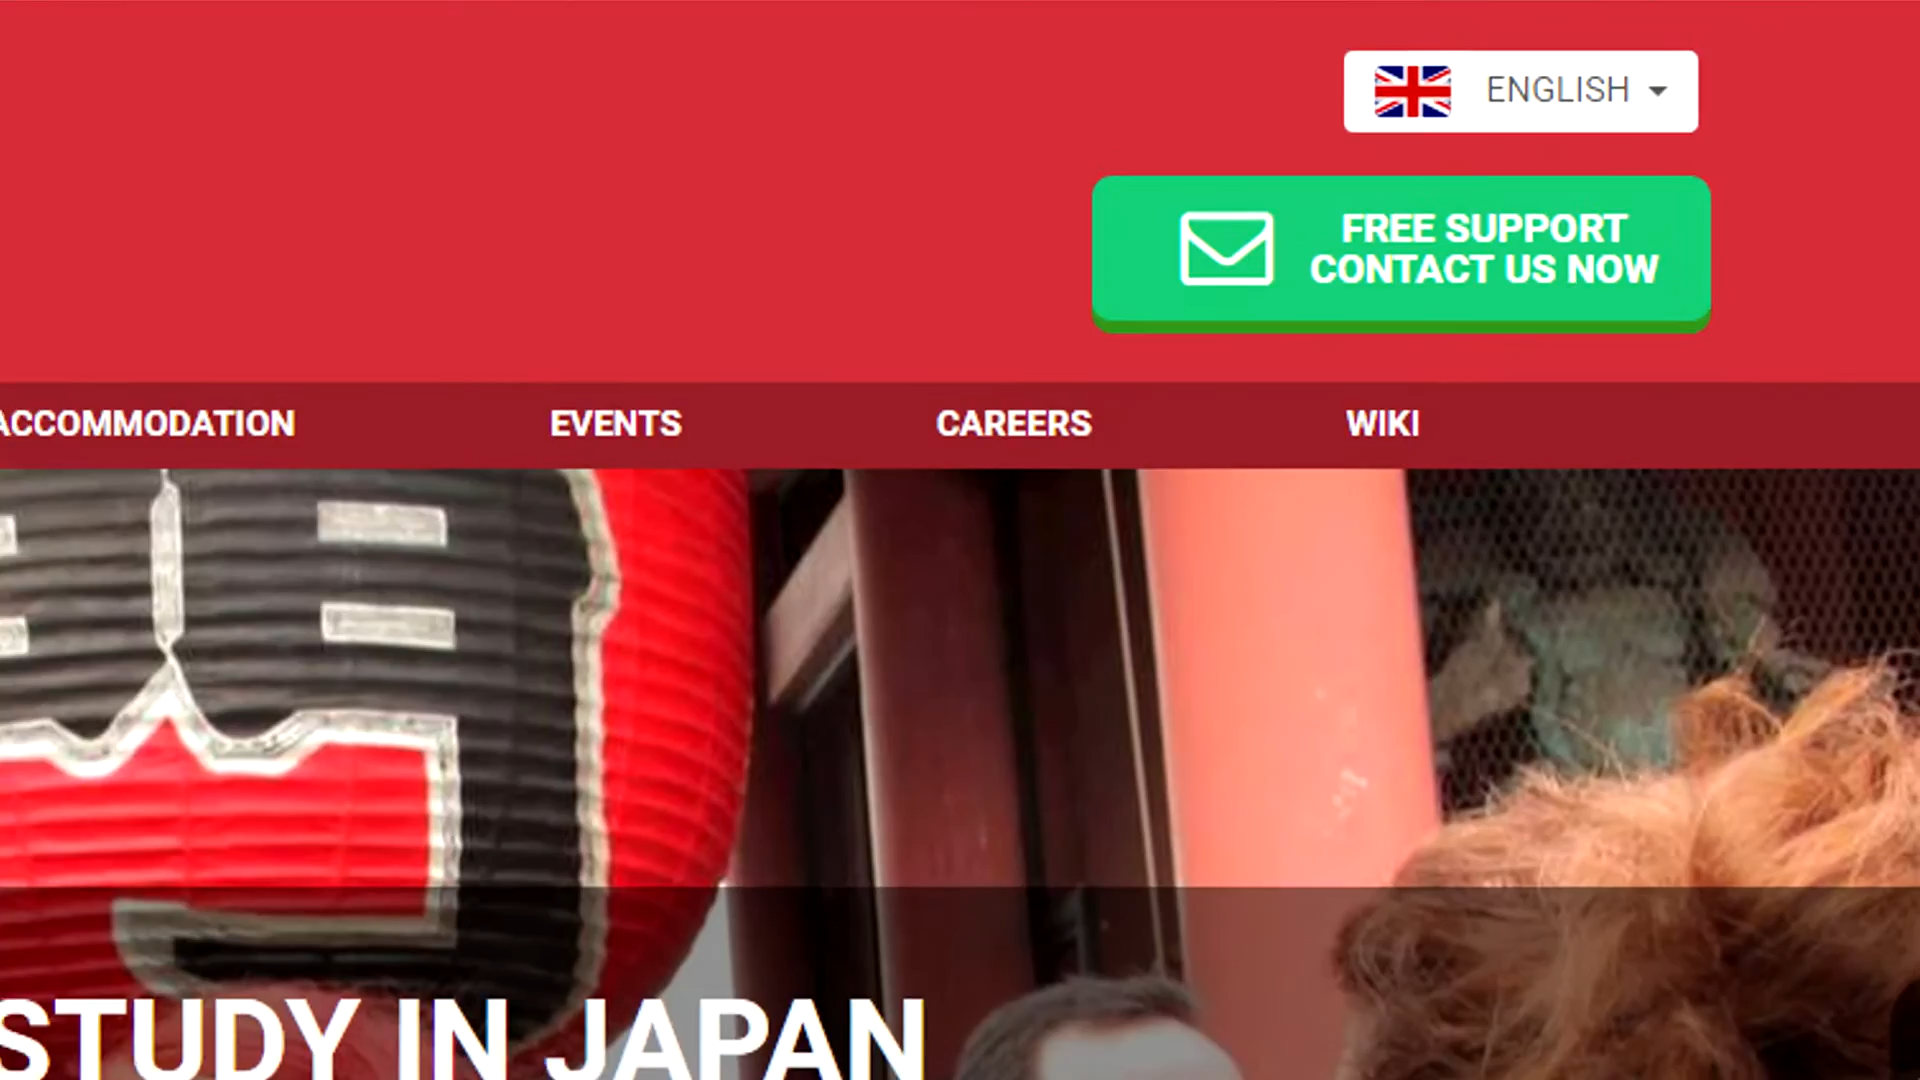 ENGLISH
FREE SUPPORT
CONTACT US NOW
ACCOMMODATION
EVENTS
CAREERS
WIKI
STUDY IN JAPAN